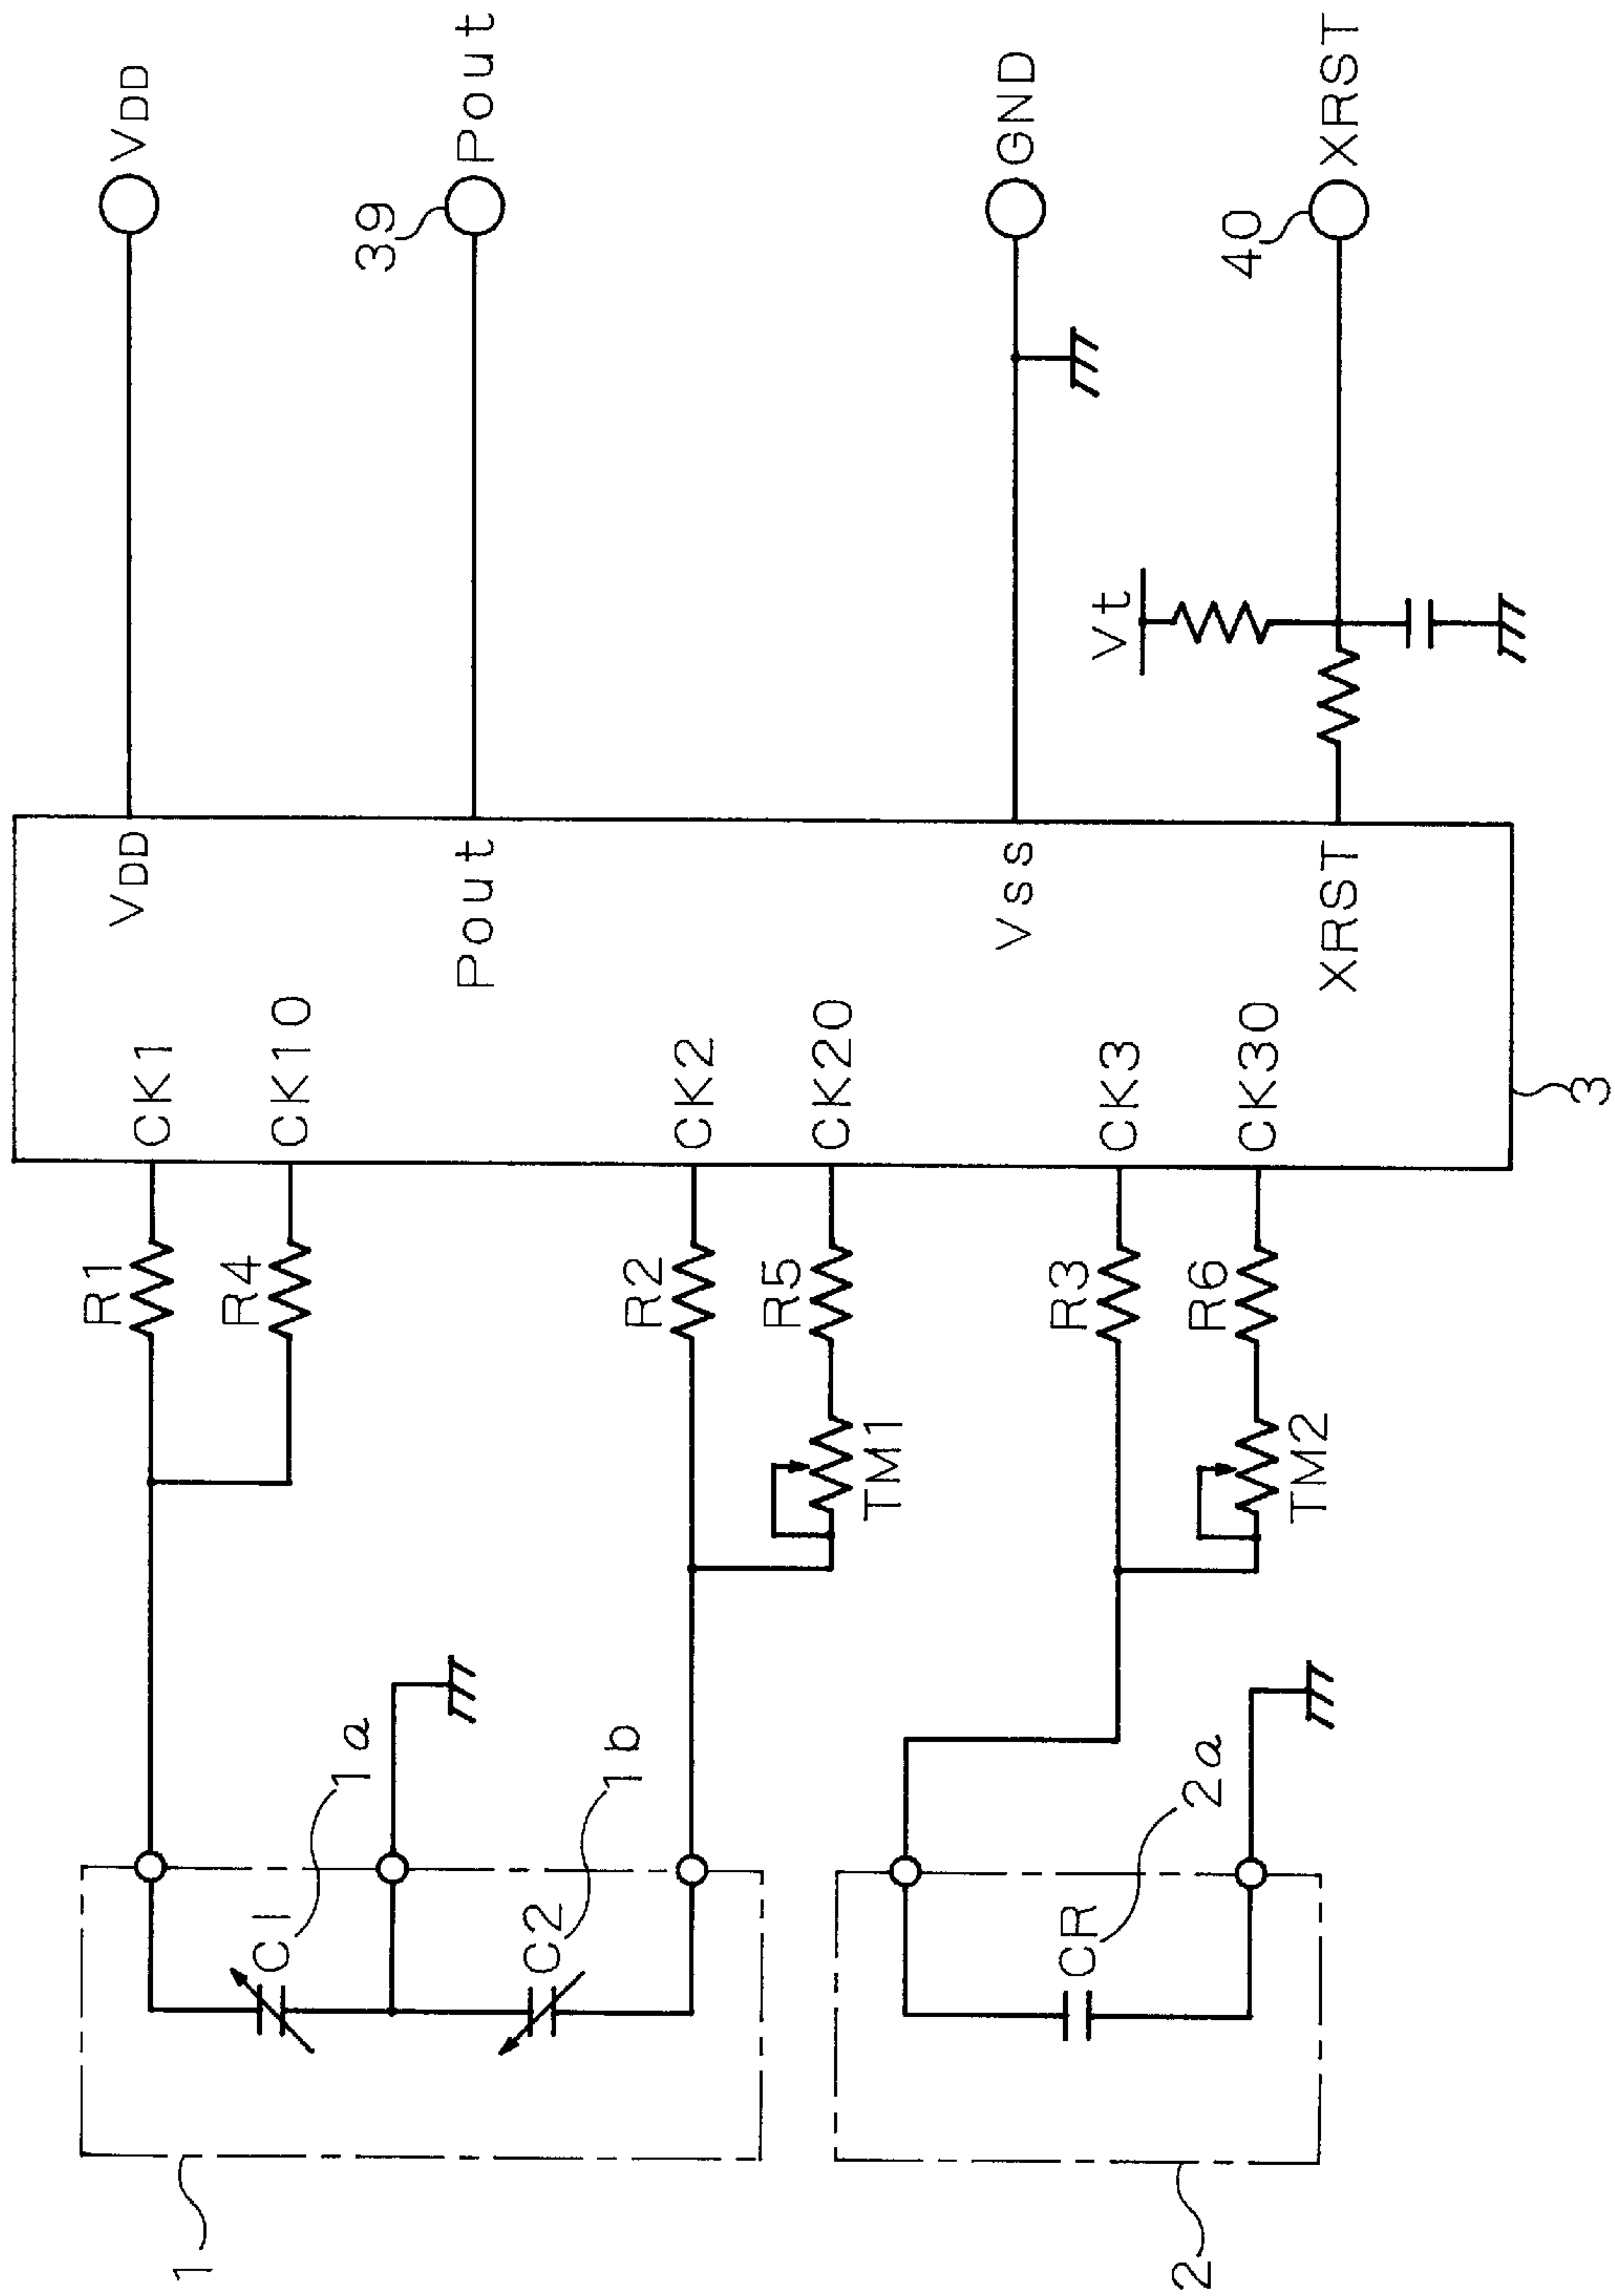 1
C1
1a
C2
1b
2
CR
2a
R1
R4
R2
R5
TM1
R3
R6
TM2
CK1
CK10
CK2
CK20
CK3
CK30
3
VDD
Pout
Vss
XRST
Vt
VDD
39
Pout
GND
40
XRST